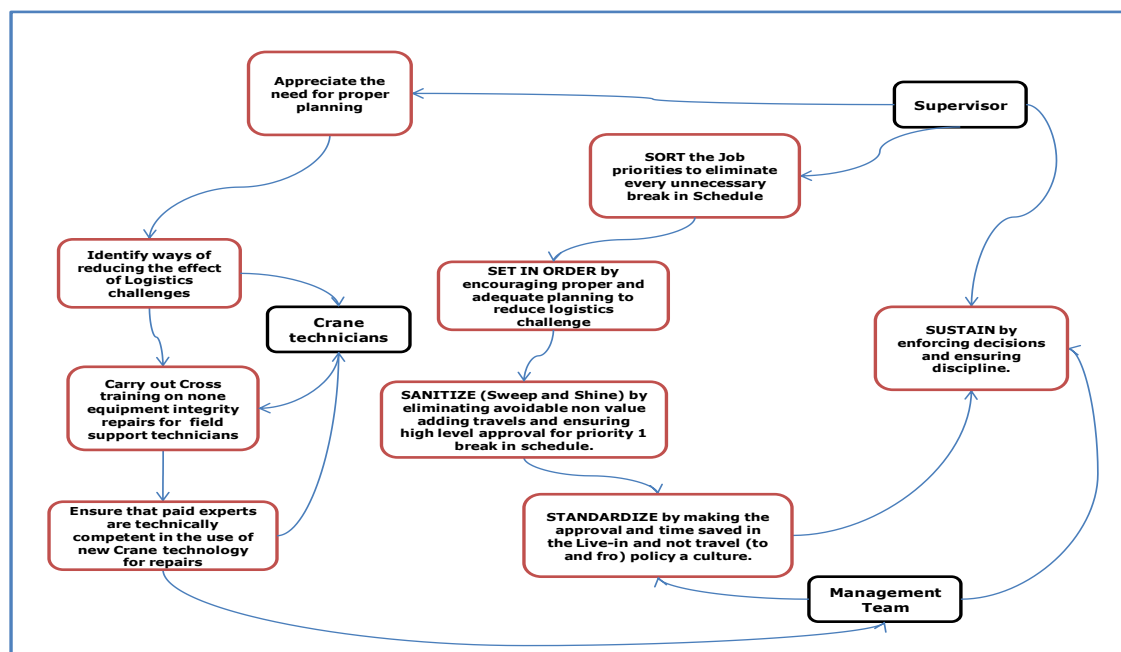 Appreciate the
need for proper
planning
Supervisor
SORT the Job
priorities to eliminate
every unnecessary
break in Schedule
Identify ways of
reducing the effect
of Logistics
challenges
SET IN ORDER by
encouraging proper and
adequate planning to
reduce logistics
challenge
Crane
technicians
SUSTAIN by
enforcing decisions
and ensuring
discipline.
Carry out Cross
training on none
equipment integrity
repairs for field
support technicians
SANITIZE (Sweep and Shine) by
eliminating avoidable non value
adding travels and ensuring
high level approval for priority 1
break in schedule.
Ensure that paid experts
are technically
competent in the use of
new Crane technology
for repairs
STANDARDIZE by making the
approval and time saved in
the Live-in and not travel (to
and fro) policy a culture.
Management
Team